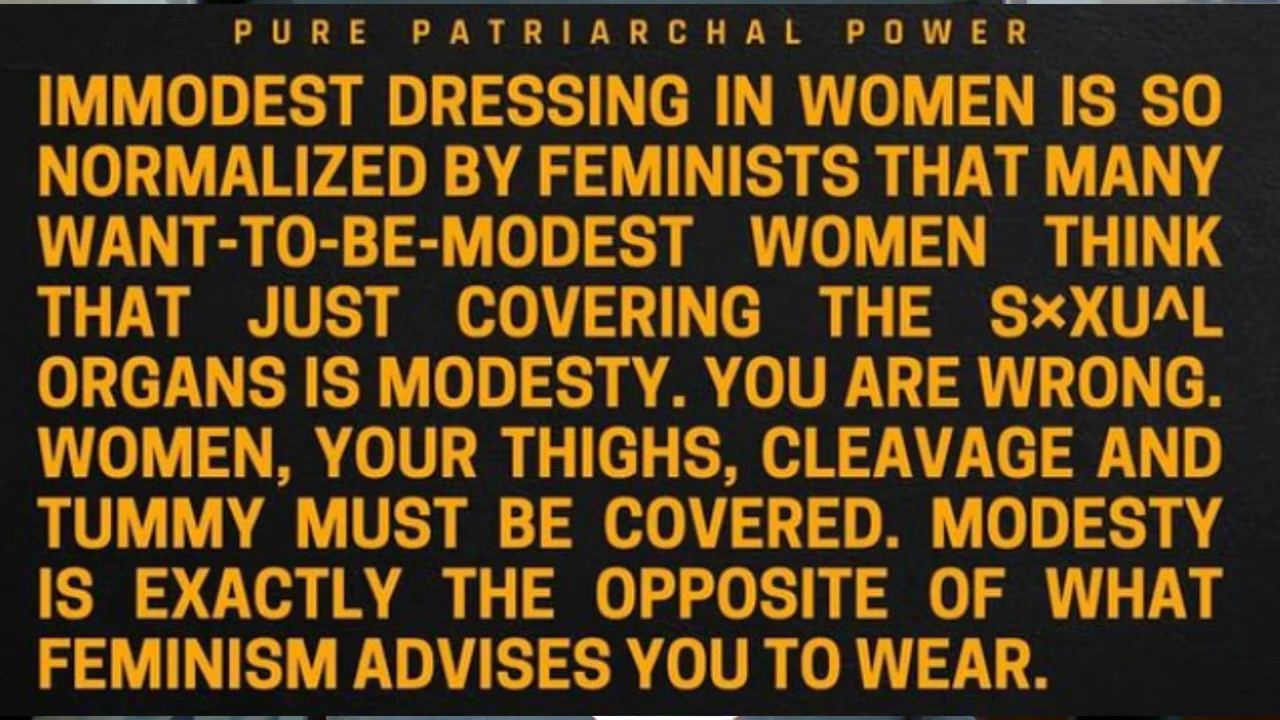 PURE PATRIARCHAL POWER
IMMODEST DRESSING IN WOMEN IS SO
NORMALIZED BY FEMINISTS THAT MANY
WANT-TO-BE-MODEST WOMEN THINK
THAT JUST COVERING THE S×XU^L
ORGANS IS MODESTY. YOU ARE WRONG.
WOMEN, YOUR THIGHS, CLEAVAGE AND
TUMMY MUST BE COVERED. MODESTY
IS EXACTLY THE OPPOSITE OF WHAT
FEMINISM ADVISES YOU TO WEAR.